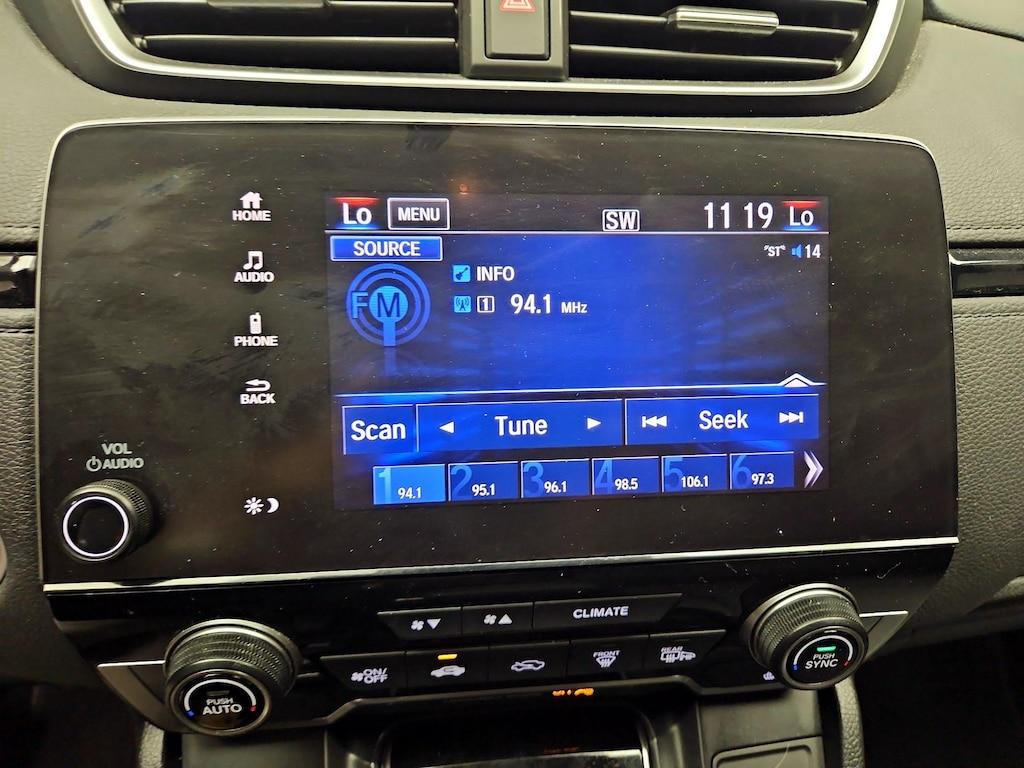 HOME
AUDIO
PHONE
BACK
VOL
AUDIO
Lo MENU SW 11 19 Lo
SOURCE "ST" 14
FM
INFO
1 94.1 MHz
Scan Tune Seek
1 94.1 2 95.1 3 96.1 4 98.5 5 106.1 6 97.3
CLIMATE
ON/OFF FRONT REAR
PUSH AUTO
PUSH SYNC